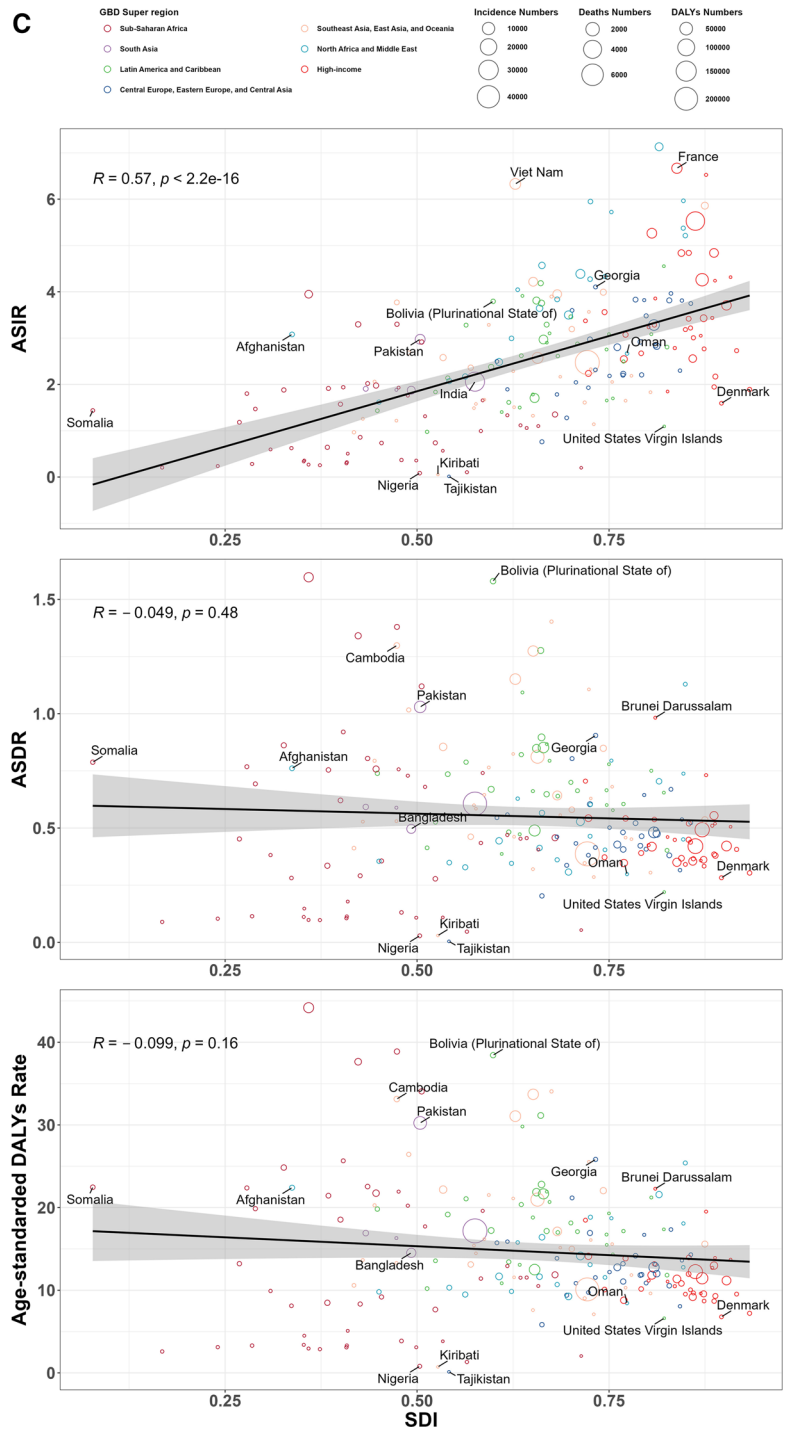 C
GBD Super region
Sub-Saharan Africa
South Asia
Latin America and Caribbean
Central Europe, Eastern Europe, and Central Asia
Southeast Asia, East Asia, and Oceania
North Africa and Middle East
High-income
Incidence Numbers
10000
20000
30000
40000
Deaths Numbers
2000
4000
6000
DALYs Numbers
50000
100000
150000
200000
ASIR
R = 0.57, p < 2.2e-16
6
4
2
0
France
Viet Nam
Georgia
Bolivia (Plurinational State of)
Afghanistan
Pakistan
Oman
India
Denmark
Somalia
United States Virgin Islands
Kiribati
Nigeria
Tajikistan
0.25
0.50
0.75
ASDR
R = − 0.049, p = 0.48
1.5
1.0
0.5
0.0
Bolivia (Plurinational State of)
Cambodia
Pakistan
Brunei Darussalam
Somalia
Afghanistan
Georgia
Bangladesh
Oman
Denmark
United States Virgin Islands
Kiribati
Nigeria
Tajikistan
0.25
0.50
0.75
Age-standarded DALYs Rate
R = − 0.099, p = 0.16
40
30
20
10
0
Bolivia (Plurinational State of)
Cambodia
Pakistan
Georgia
Brunei Darussalam
Somalia
Afghanistan
Bangladesh
Oman
Denmark
United States Virgin Islands
Kiribati
Nigeria
Tajikistan
0.25
0.50
0.75
SDI